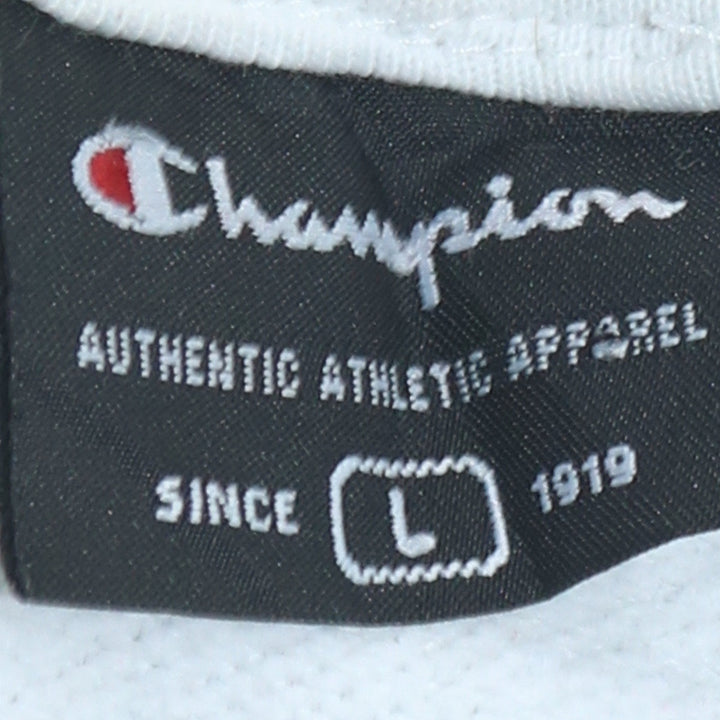 Champion
AUTHENTIC ATHLETIC APPAREL
SINCE L 1919